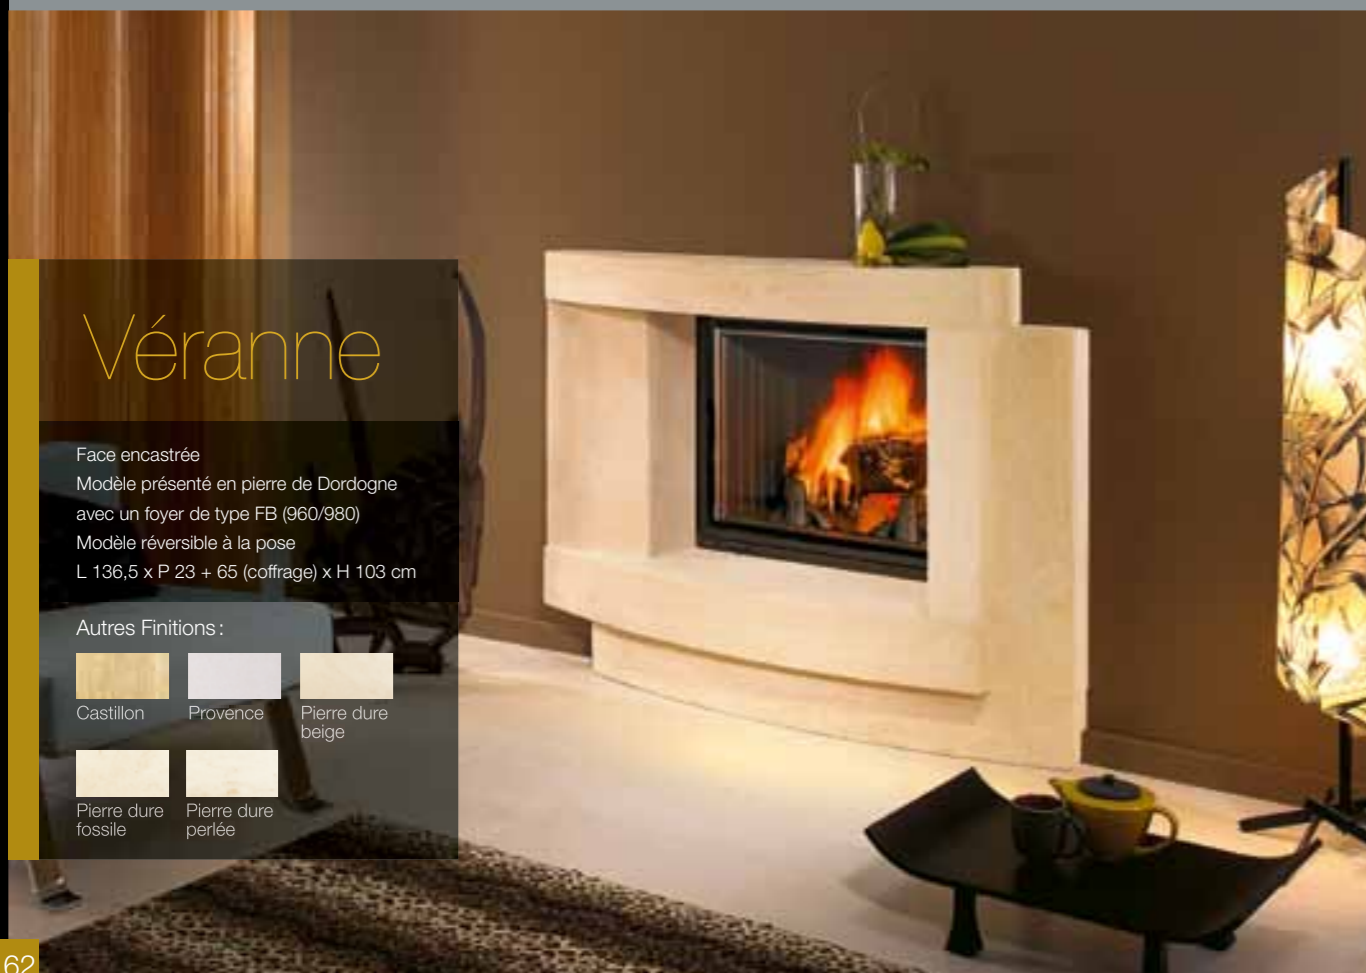 Véranne
Face encastrée
Modèle présenté en pierre de Dordogne
avec un foyer de type FB (960/980)
Modèle réversible à la pose
L 136,5 x P 23 + 65 (coffrage) x H 103 cm
Autres Finitions :
Castillon
Provence
Pierre dure
beige
Pierre dure
fossile
Pierre dure
perlée
62